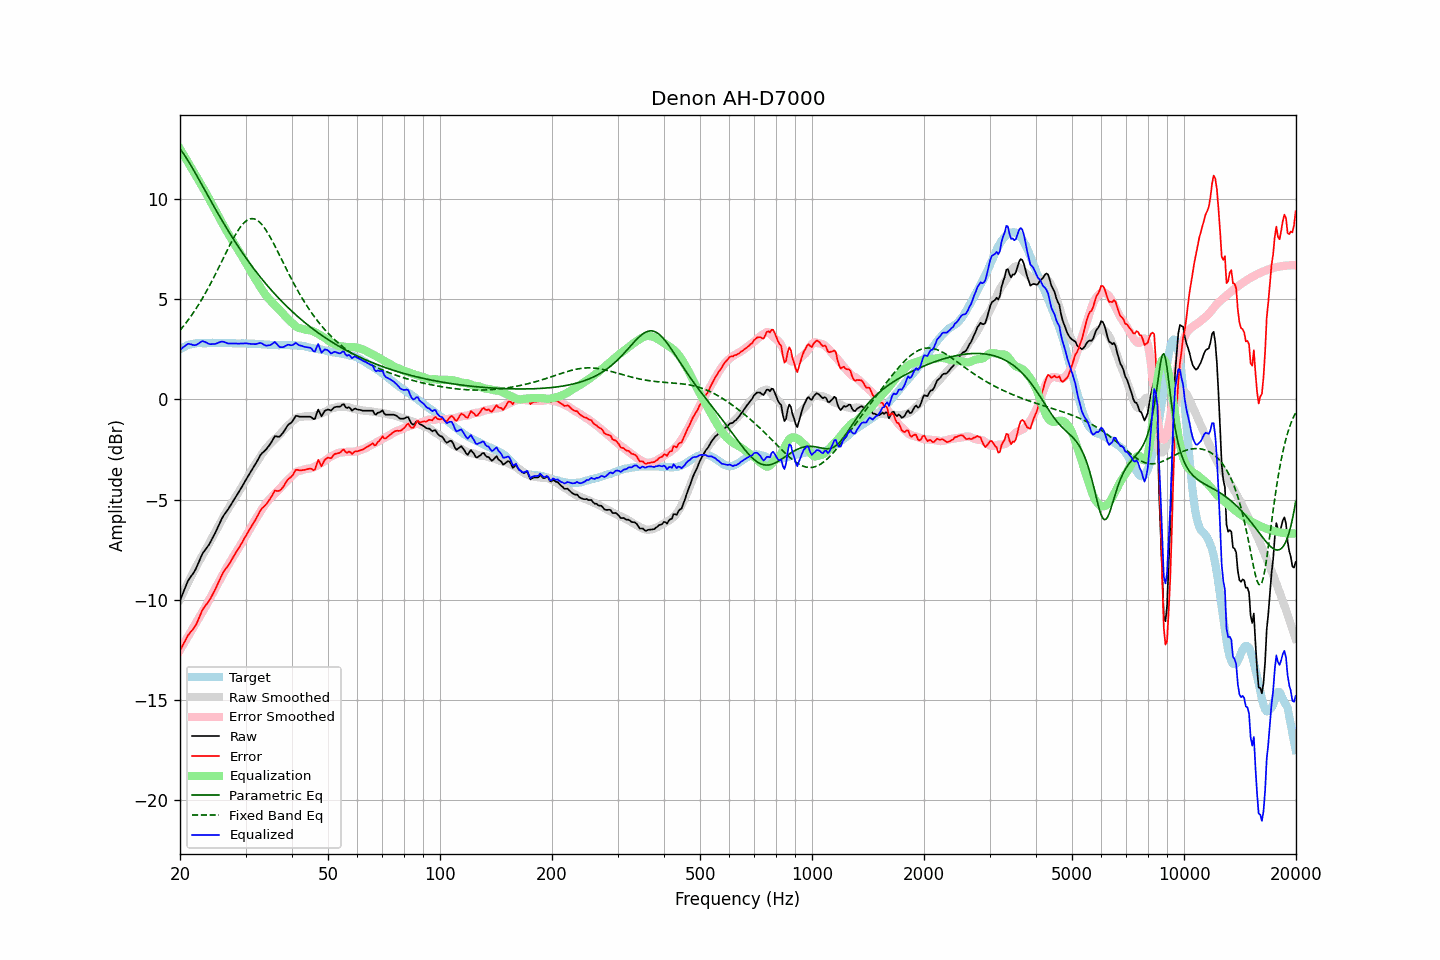 Denon AH-D7000
Amplitude (dBr)
10
5
0
−5
−10
−15
−20
Target
Raw Smoothed
Error Smoothed
Raw
Error
Equalization
Parametric Eq
Fixed Band Eq
Equalized
20 50 100 200 500 1000 2000 5000 10000 20000
Frequency (Hz)